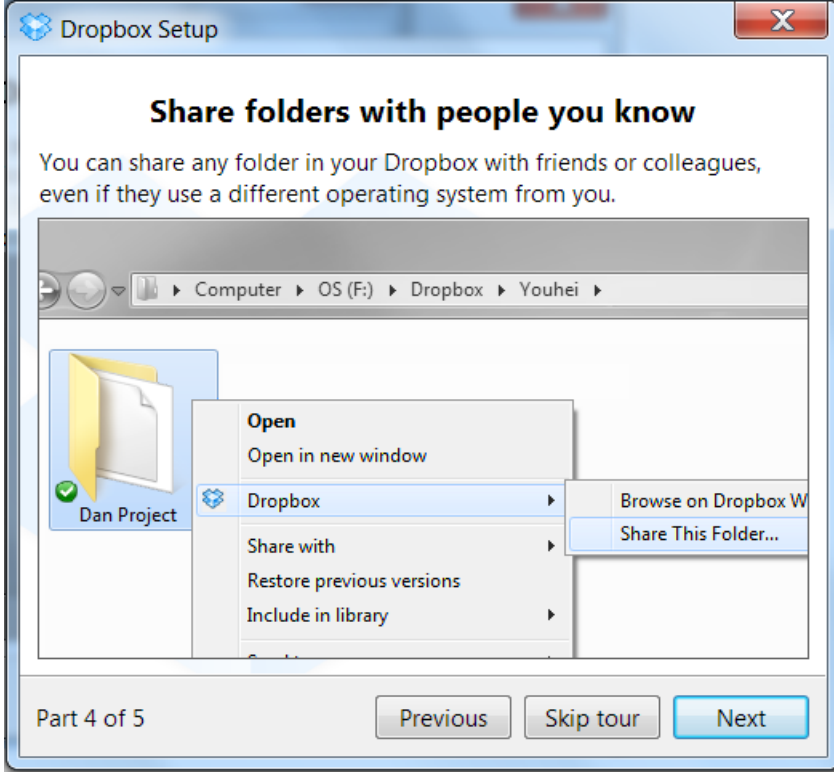 Dropbox Setup
Share folders with people you know
You can share any folder in your Dropbox with friends or colleagues,
even if they use a different operating system from you.
Computer OS (F:) Dropbox Youhei
Open
Open in new window
Dropbox
Browse on Dropbox W
Dan Project
Share with
Share This Folder...
Restore previous versions
Include in library
Part 4 of 5
Previous
Skip tour
Next